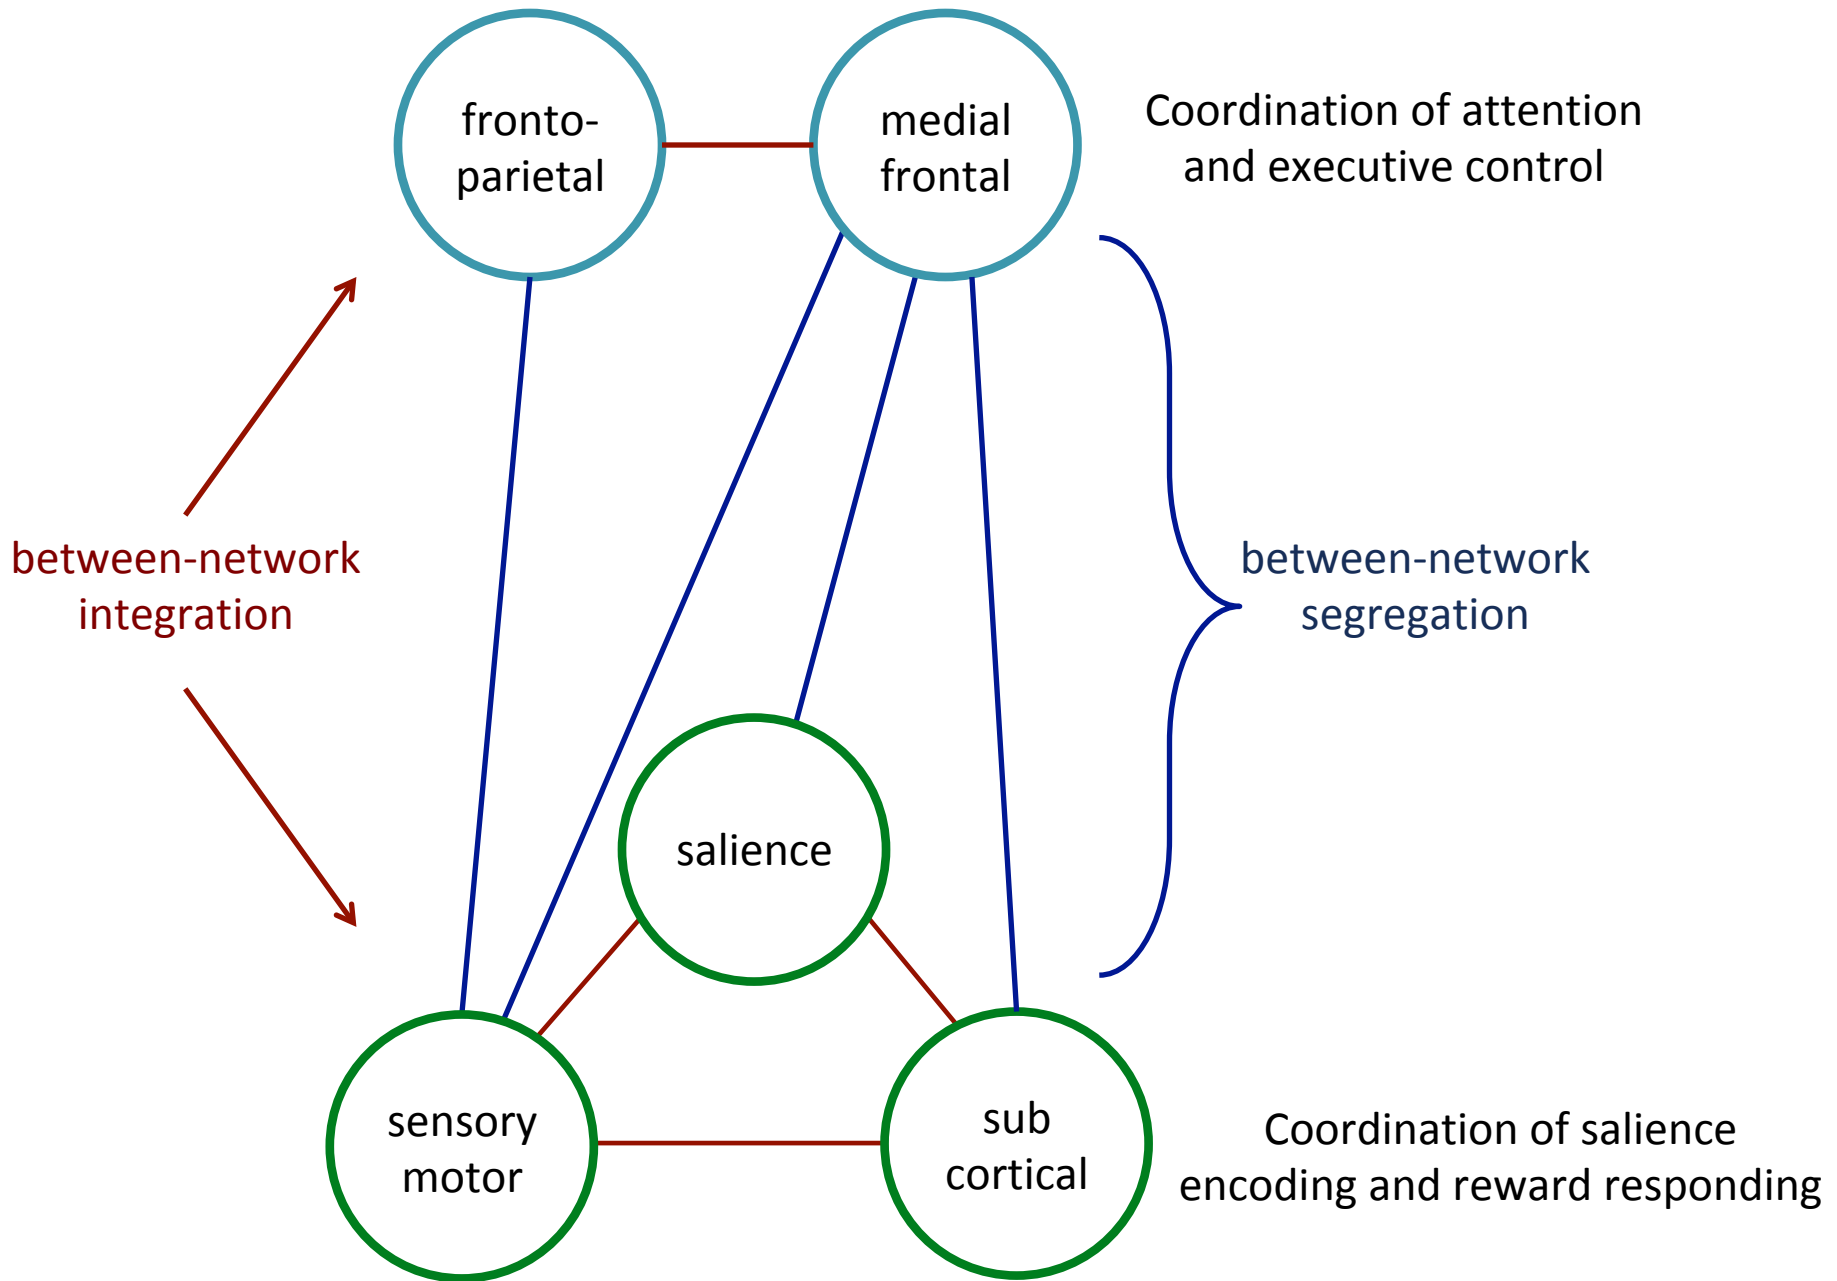 fronto-
parietal
medial
frontal
Coordination of attention
and executive control
between-network
integration
between-network
segregation
salience
sensory
motor
sub
cortical
Coordination of salience
encoding and reward responding